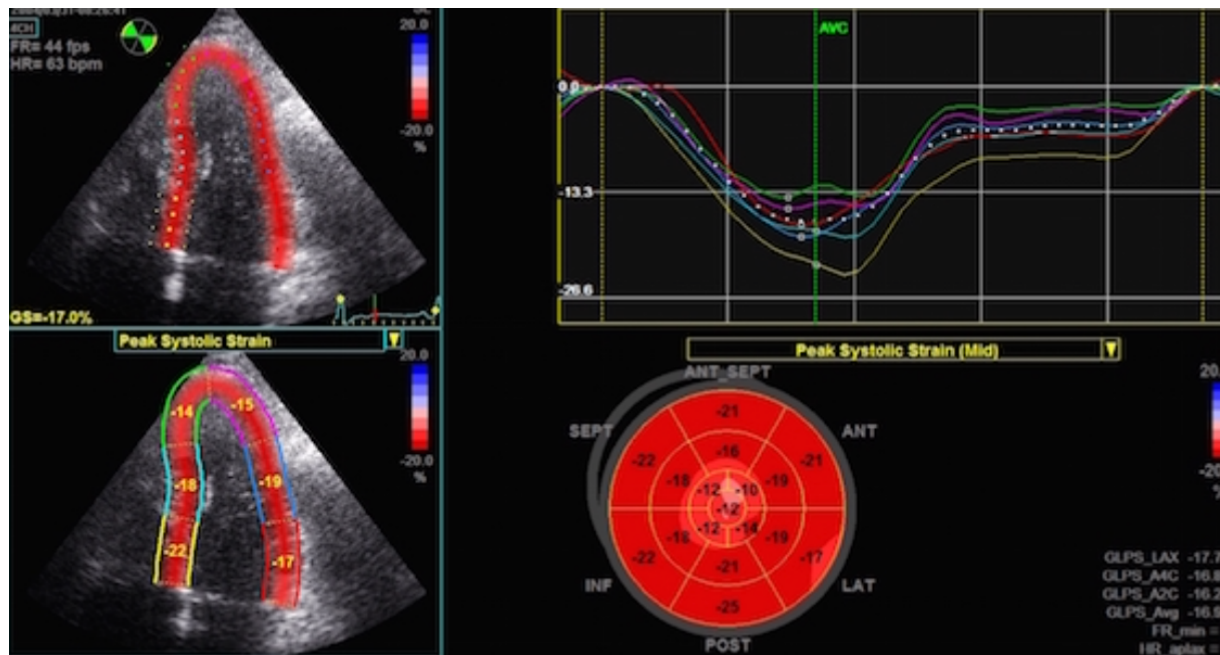 4CH
FR= 44 fps
HR= 63 bpm
20.0
-20.0
%
GS=-17.0%
AVC
0.0
-13.3
-26.6
Peak Systolic Strain
20.0
-20.0
%
-14
-15
-18
-19
-22
-17
Peak Systolic Strain (Mid)
ANT_SEPT
SEPT
ANT
INF
LAT
POST
-21
-22
-21
-16
-18
-19
-12
-10
-12
-12
-14
-18
-19
-22
-17
-21
-25
20.
-20
%
GLPS_LAX -17.7
GLPS_A4C -16.8
GLPS_A2C -16.2
GLPS_Avg -16.9
FR_min =
HR_aplax =